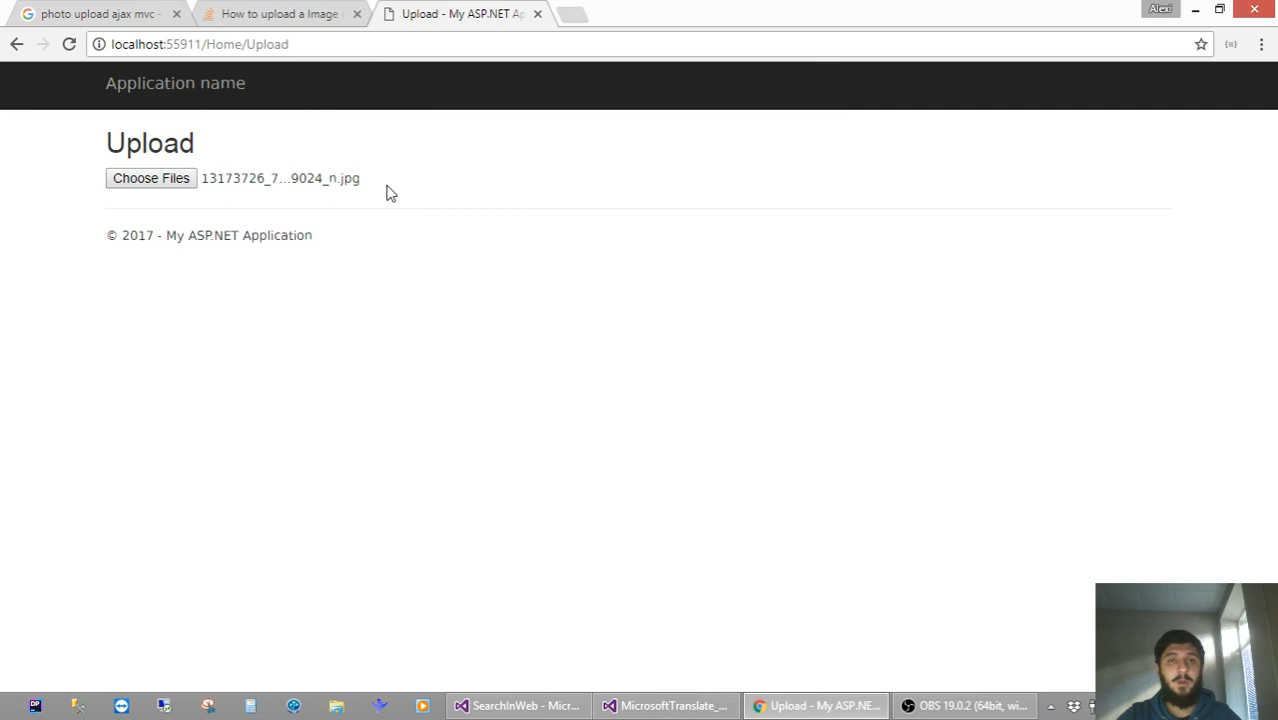 photo upload ajax mvc -
How to upload a Image
Upload - My ASP.NET Ap
Alexi
localhost:55911/Home/Upload
Application name
Upload
Choose Files 13173726_7...9024_n.jpg
© 2017 - My ASP.NET Application
SearchInWeb - Micr...
MicrosoftTranslate_...
Upload - My ASP.NE...
OBS 19.0.2 (64bit, wi...